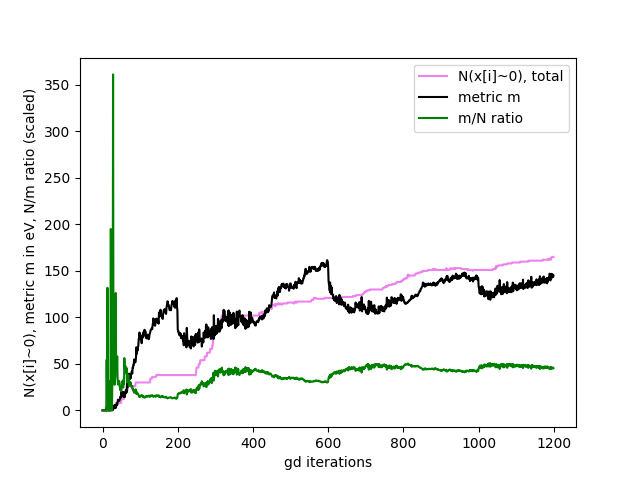 N(x[i]~0), total
metric m
m/N ratio
N(x[i]~0), metric m in eV, N/m ratio (scaled)
350
300
250
200
150
100
50
0
0 200 400 600 800 1000 1200
gd iterations